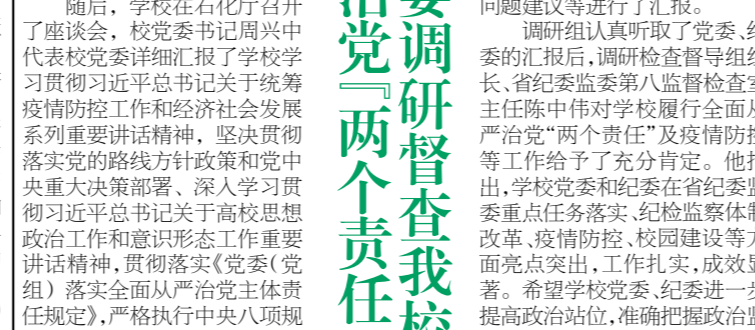 随后，学校在石化厅召开
了座谈会，校党委书记周兴中
代表校党委详细汇报了学校学
习贯彻习近平总书记关于统筹
疫情防控工作和经济社会发展
系列重要讲话精神，坚决贯彻
落实党的路线方针政策和党中
央重大决策部署、深入学习贯
彻习近平总书记关于高校思想
政治工作和意识形态工作重要
讲话精神，贯彻落实《党委（党
组）落实全面从严治党主体责
任规定》，严格执行中央八项规
委调研督查我校
治党『两个责任
问题建议等进行了汇报。
调研组认真听取了党委、纪
委的汇报后，调研检查督导组组
长、省纪委监委第八监督检查室
主任陈中伟对学校履行全面从
严治党“两个责任”及疫情防控
等工作给予了充分肯定。他指
出，学校党委和纪委在省纪委监
委重点任务落实、纪检监察体制
改革、疫情防控、校园建设等方
面亮点突出，工作扎实，成效显
著。希望学校党委、纪委进一步
提高政治站位，准确把握政治监